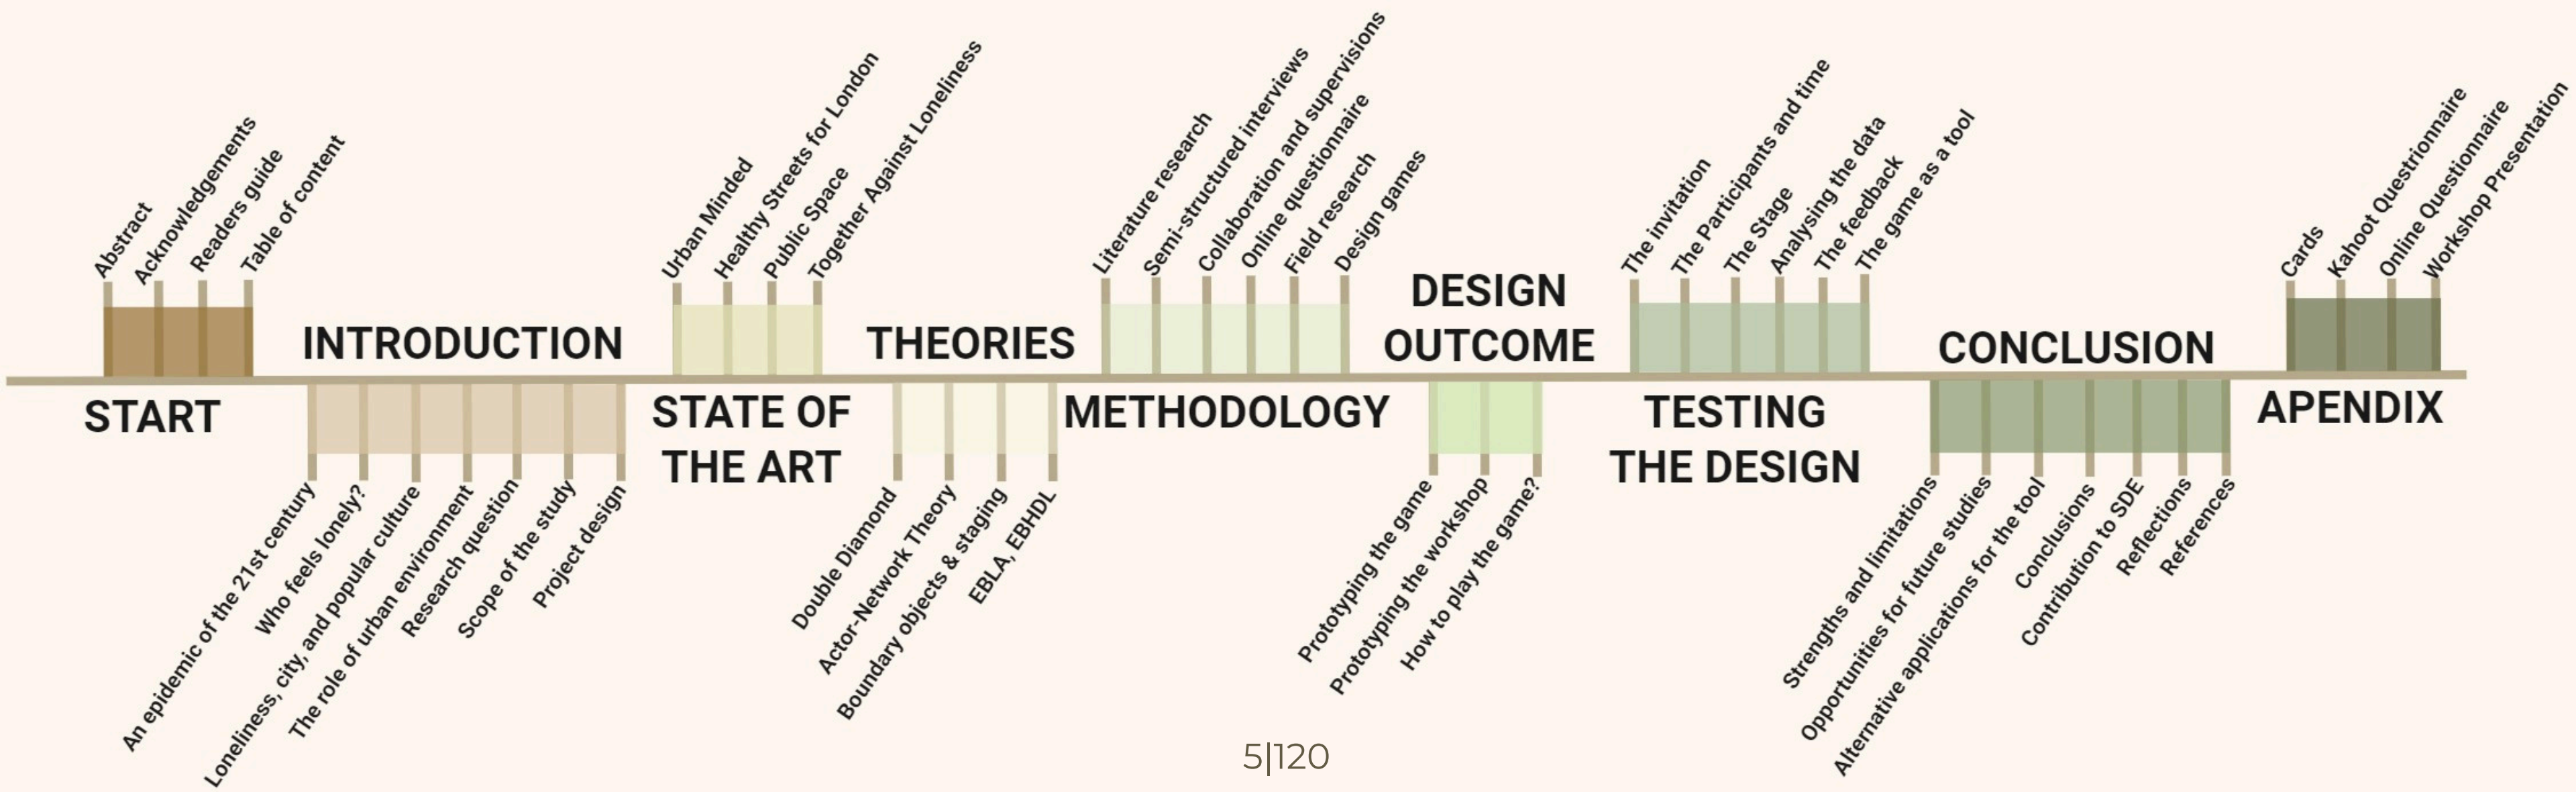 START
Abstract
Acknowledgements
Readers guide
Table of content
INTRODUCTION
An epidemic of the 21st century
Who feels lonely?
Loneliness, city, and popular culture
The role of urban environment
Research question
Scope of the study
Project design
STATE OF
THE ART
Urban Minded
Healthy Streets for London
Public Space
Together Against Loneliness
THEORIES
Double Diamond
Actor-Network Theory
Boundary objects & staging
EBLA, EBHDL
METHODOLOGY
Literature research
Semi-structured interviews
Collaboration and supervisions
Online questionnaire
Field research
Design games
DESIGN
OUTCOME
Prototyping the game
Prototyping the workshop
How to play the game?
TESTING
THE DESIGN
The invitation
The Participants and time
The Stage
Analysing the data
The feedback
The game as a tool
CONCLUSION
Strengths and limitations
Opportunities for future studies
Alternative applications for the tool
Conclusions
Contribution to SDE
Reflections
References
APENDIX
Cards
Kahoot Questrionnaire
Online Questionnaire
Workshop Presentation
5|120